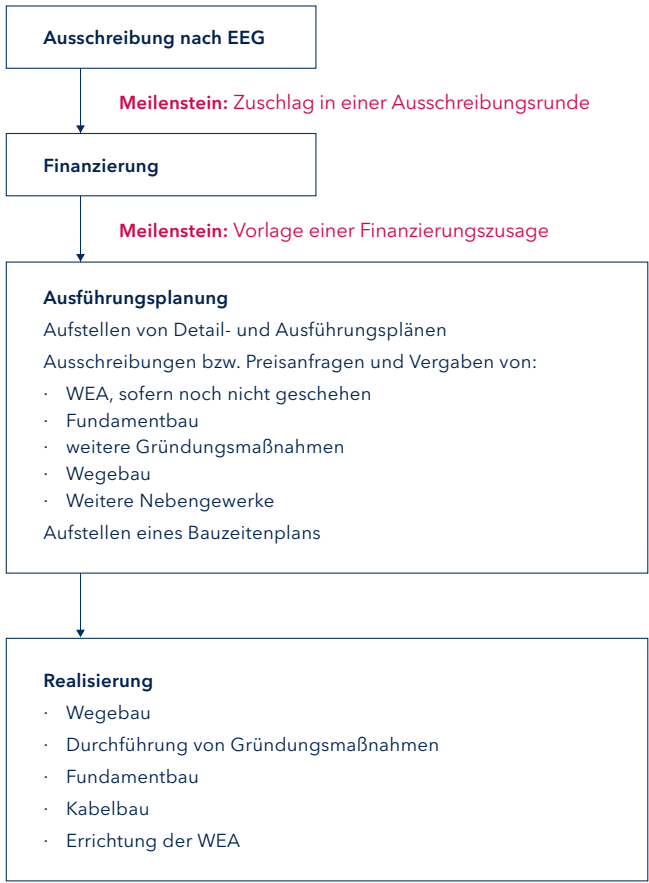 Ausschreibung nach EEG
Meilenstein: Zuschlag in einer Ausschreibungsrunde
Finanzierung
Meilenstein: Vorlage einer Finanzierungszusage
Ausführungsplanung
Aufstellen von Detail- und Ausführungsplänen
Ausschreibungen bzw. Preisanfragen und Vergaben von:
· WEA, sofern noch nicht geschehen
· Fundamentbau
· weitere Gründungsmaßnahmen
· Wegebau
· Weitere Nebengewerke
Aufstellen eines Bauzeitenplans
Realisierung
· Wegebau
· Durchführung von Gründungsmaßnahmen
· Fundamentbau
· Kabelbau
· Errichtung der WEA